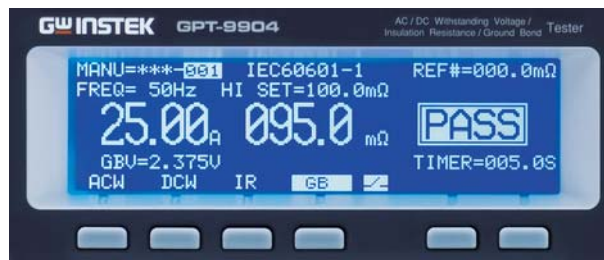 GWINSTEK GPT-9904
AC / DC Withstanding Voltage /
Insulation Resistance / Ground Bond Tester
MANU=***-001 IEC60601-1 REF#=000.0mΩ
FREQ= 50Hz HI SET=100.0mΩ
25.00A 095.0 mΩ PASS
GBV=2.375V TIMER=005.0S
ACW DCW IR GB